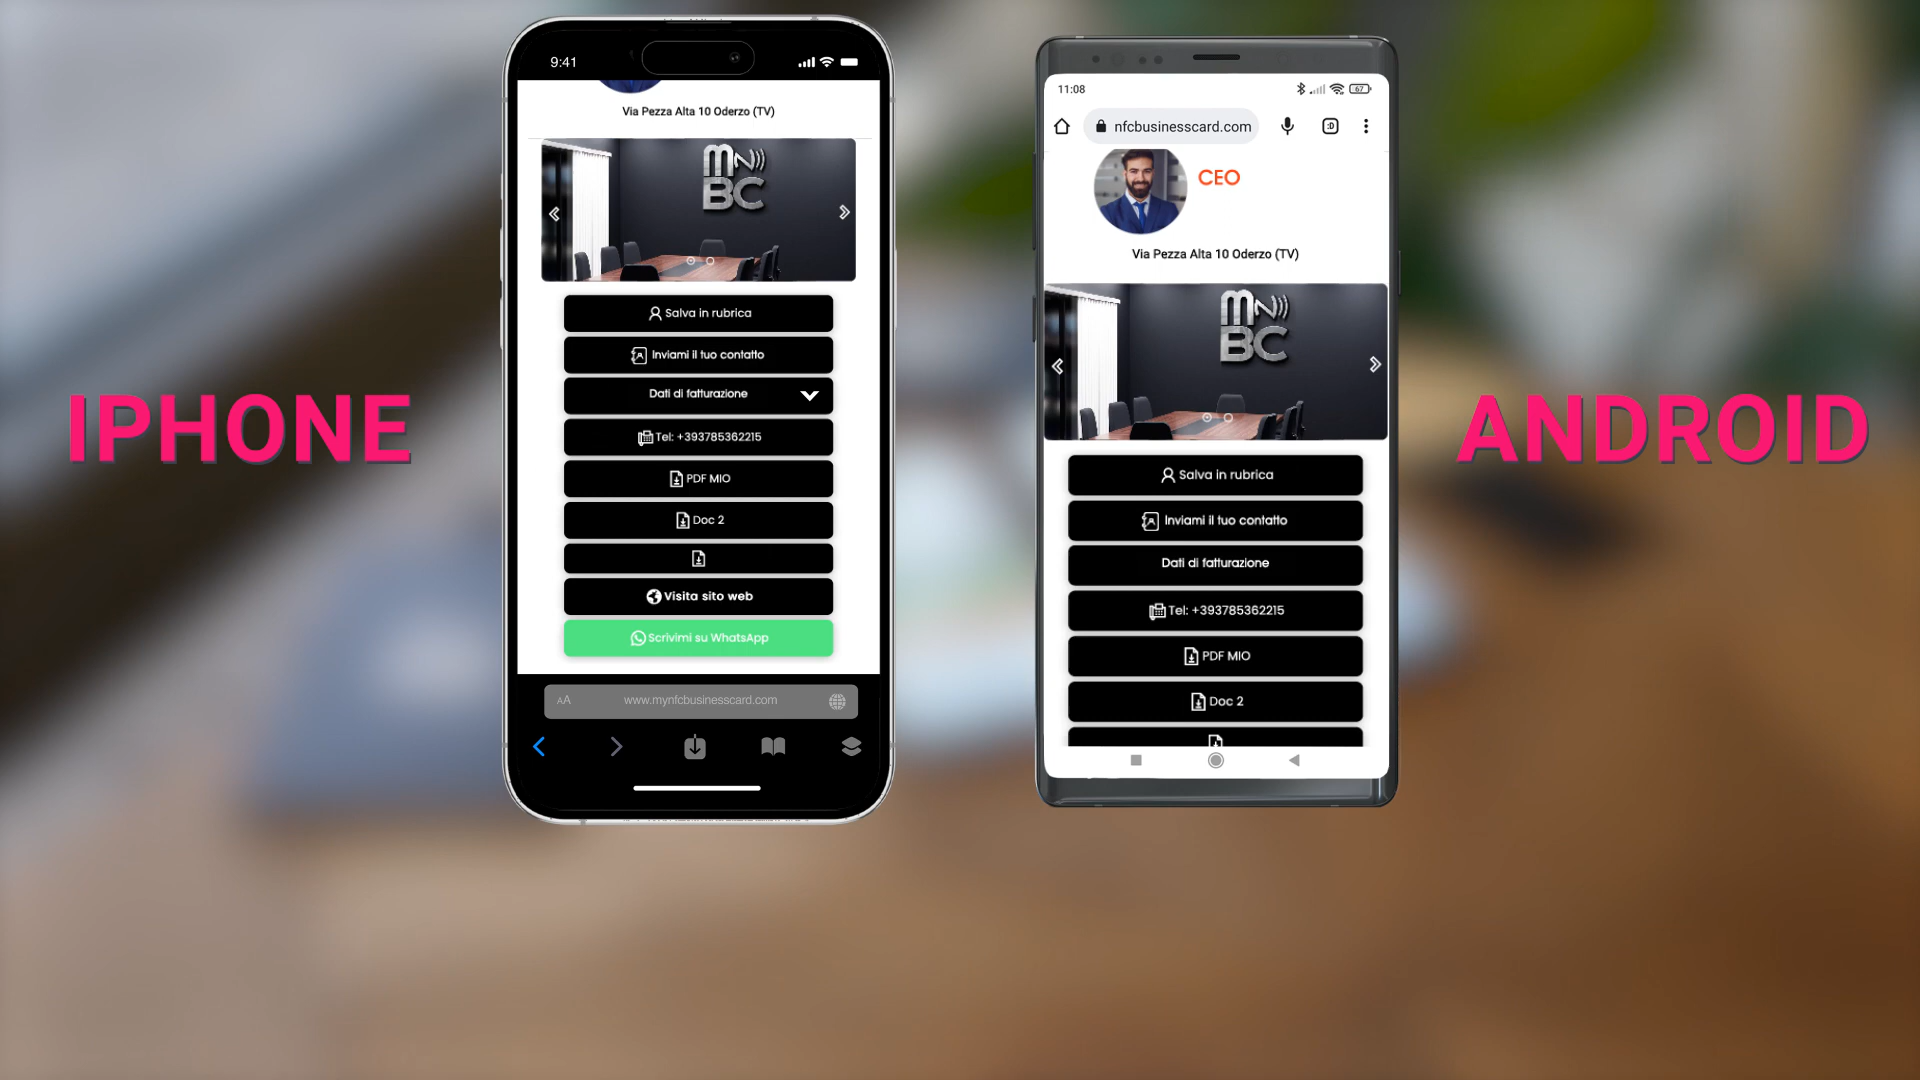 IPHONE
9:41
Via Pezza Alta 10 Oderzo (TV)
MN
BC
Salva in rubrica
Inviami il tuo contatto
Dati di fatturazione
Tel: +393785362215
PDF MIO
Doc 2
Visita sito web
Scrivimi su WhatsApp
AA
www.mynfcbusinesscard.com
11:08
67
nfcbusinesscard.com
:D
CEO
Via Pezza Alta 10 Oderzo (TV)
MN
BC
Salva in rubrica
Inviami il tuo contatto
Dati di fatturazione
Tel: +393785362215
PDF MIO
Doc 2
ANDROID